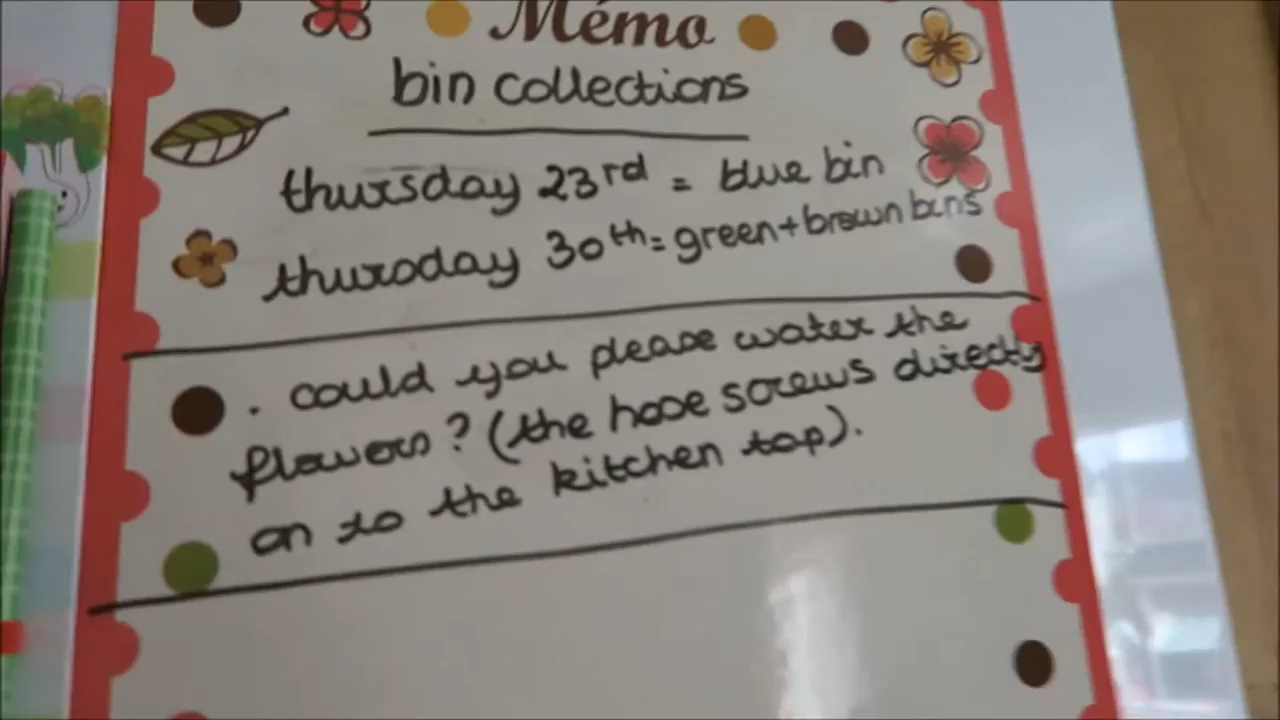 Mémo
bin collections
thursday 23rd = blue bin
thursday 30th = green + brown bins
. could you please water the
flowers? (the hose screws directly
on to the kitchen tap).